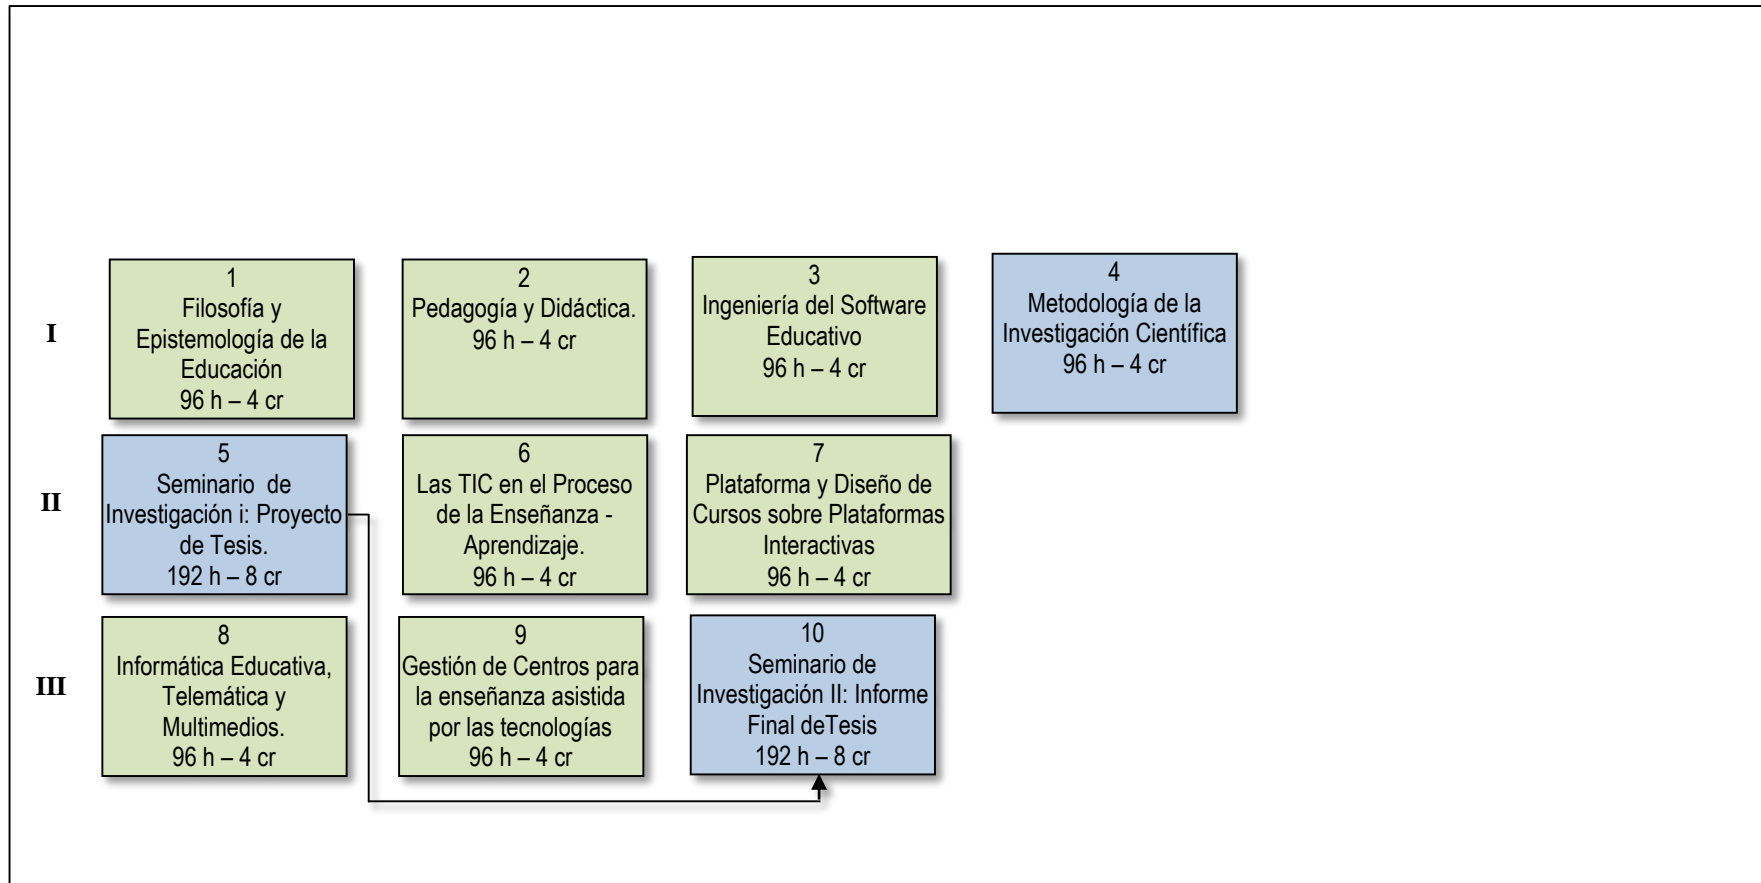 I
1
Filosofía y
Epistemología de la
Educación
96 h – 4 cr
2
Pedagogía y Didáctica.
96 h – 4 cr
3
Ingeniería del Software
Educativo
96 h – 4 cr
4
Metodología de la
Investigación Científica
96 h – 4 cr
II
5
Seminario de
Investigación i: Proyecto
de Tesis.
192 h – 8 cr
6
Las TIC en el Proceso
de la Enseñanza -
Aprendizaje.
96 h – 4 cr
7
Plataforma y Diseño de
Cursos sobre Plataformas
Interactivas
96 h – 4 cr
III
8
Informática Educativa,
Telemática y
Multimedios.
96 h – 4 cr
9
Gestión de Centros para
la enseñanza asistida
por las tecnologías
96 h – 4 cr
10
Seminario de
Investigación II: Informe
Final deTesis
192 h – 8 cr